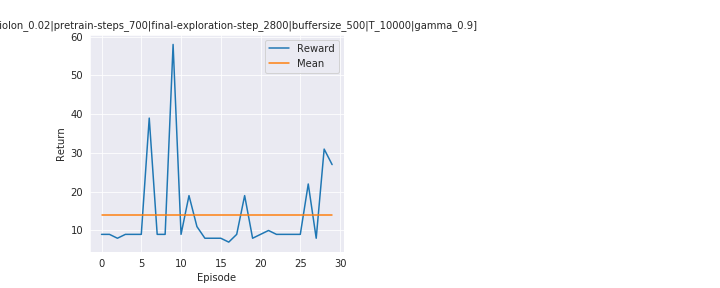 iolon_0.02|pretrain-steps_700|final-exploration-step_2800|buffersize_500|T_10000|gamma_0.9]
60
50
40
30
20
10
Return
Reward
Mean
0 5 10 15 20 25 30
Episode